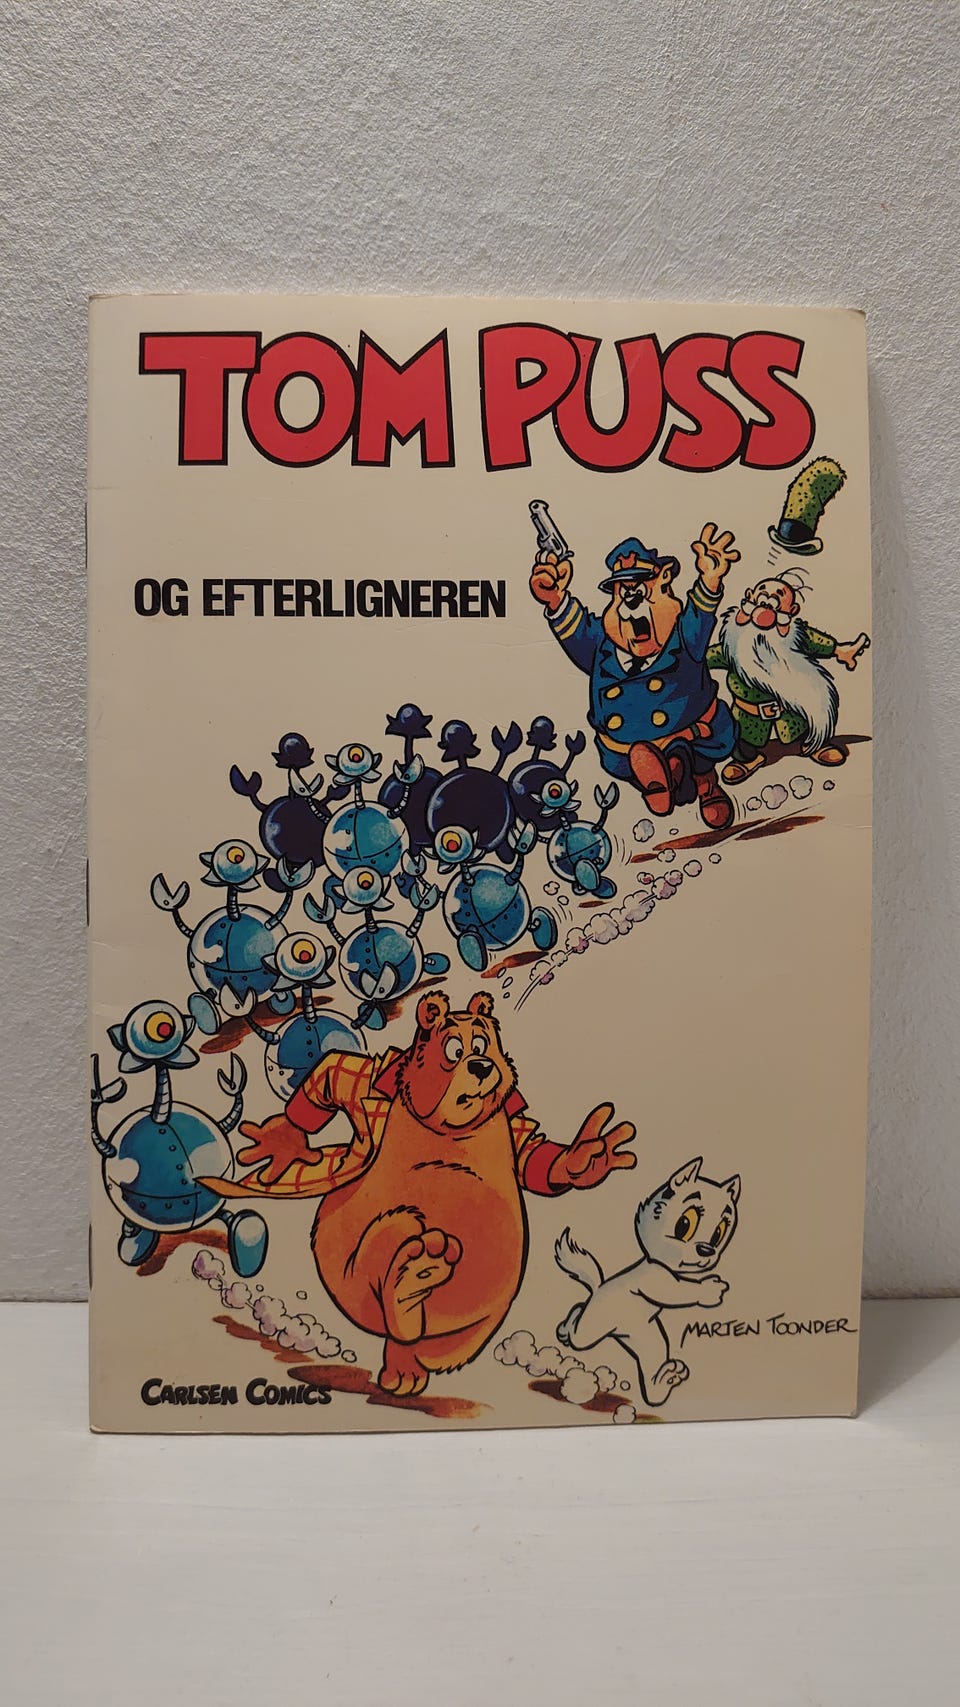 TOM PUSS
OG EFTERLIGNEREN
MARTEN TOONDER
CARLSEN COMICS